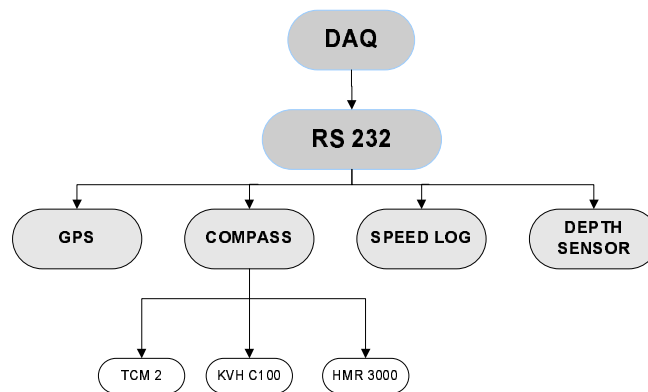 DAQ
RS 232
GPS
COMPASS
SPEED LOG
DEPTH
SENSOR
TCM 2
KVH C100
HMR 3000